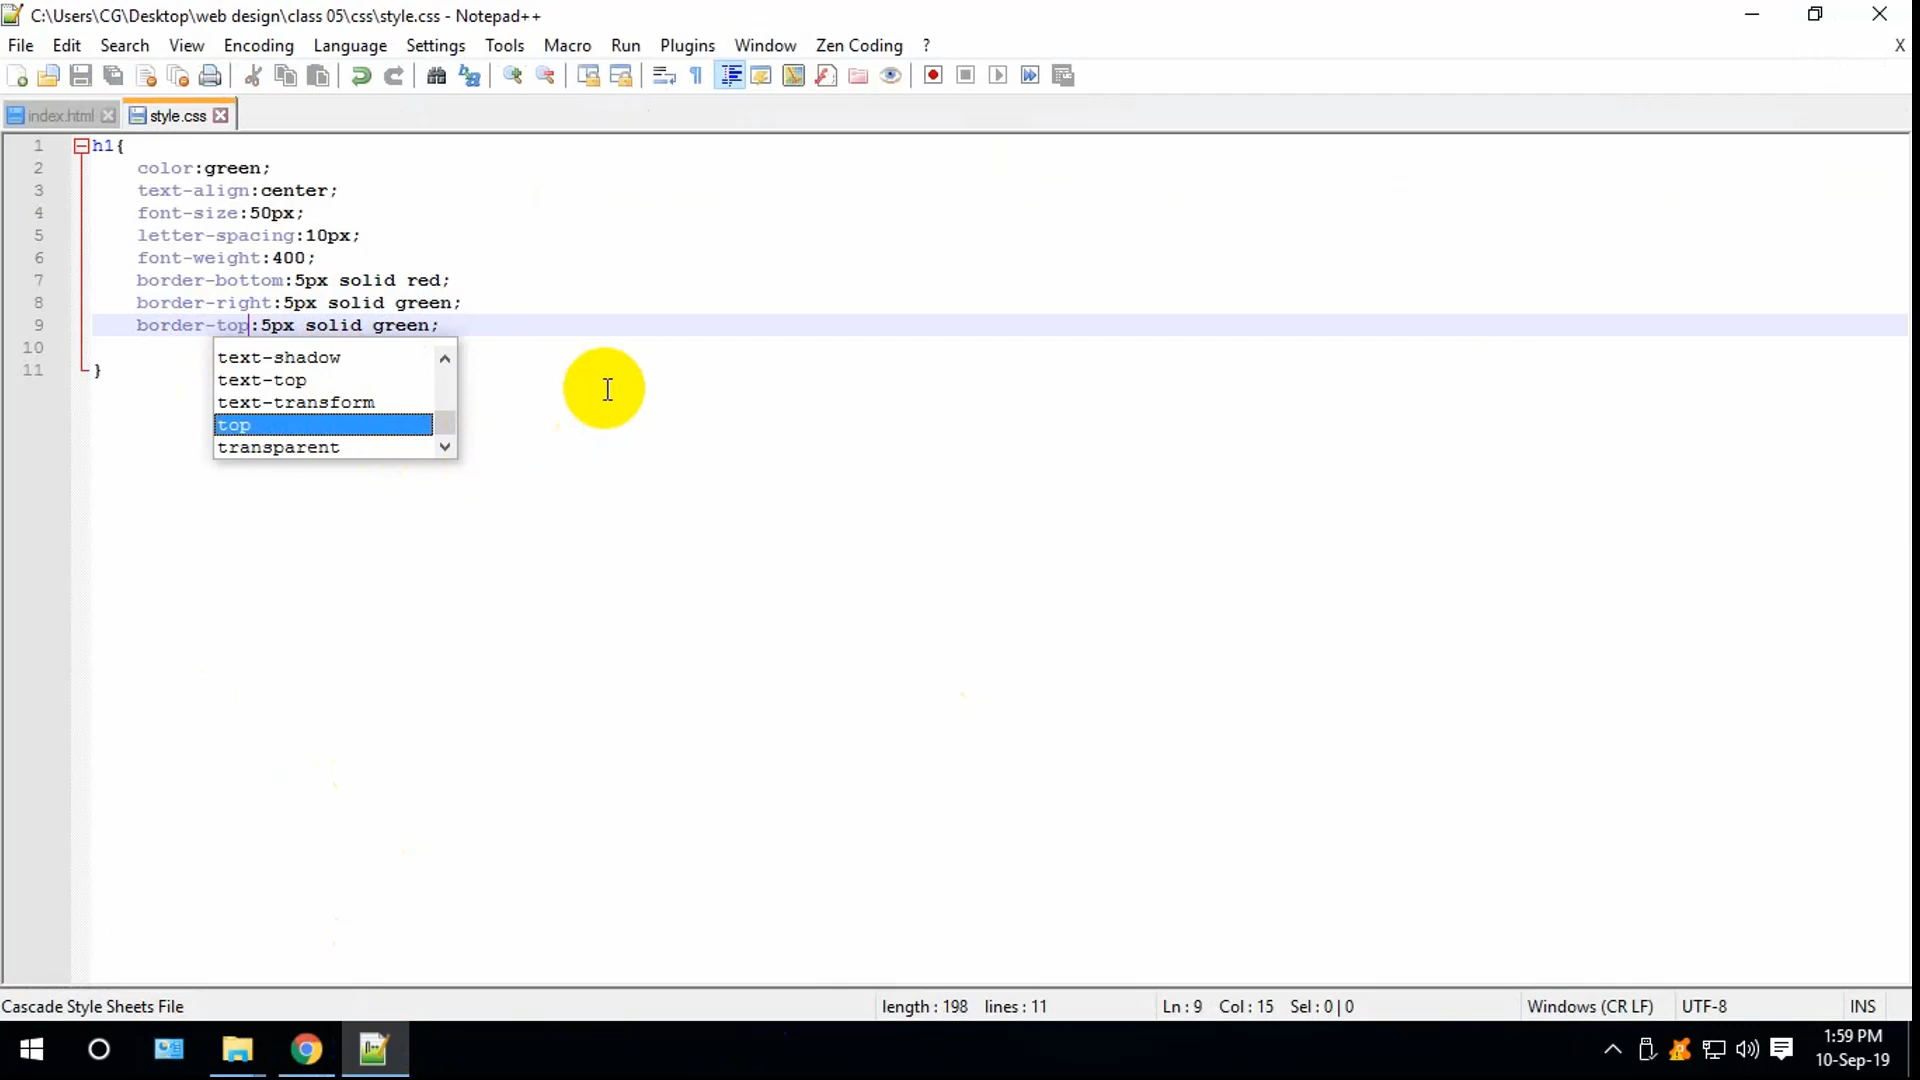 C:\Users\CG\Desktop\web design\class 05\css\style.css - Notepad++
File Edit Search View Encoding Language Settings Tools Macro Run Plugins Window Zen Coding ? X
index.html style.css
1 h1{
2 color:green;
3 text-align:center;
4 font-size:50px;
5 letter-spacing:10px;
6 font-weight:400;
7 border-bottom:5px solid red;
8 border-right:5px solid green;
9 border-top:5px solid green;
10
11 }
text-shadow
text-top
text-transform
top
transparent
Cascade Style Sheets File length : 198 lines : 11 Ln : 9 Col : 15 Sel : 0 | 0 Windows (CR LF) UTF-8 INS
1:59 PM
10-Sep-19